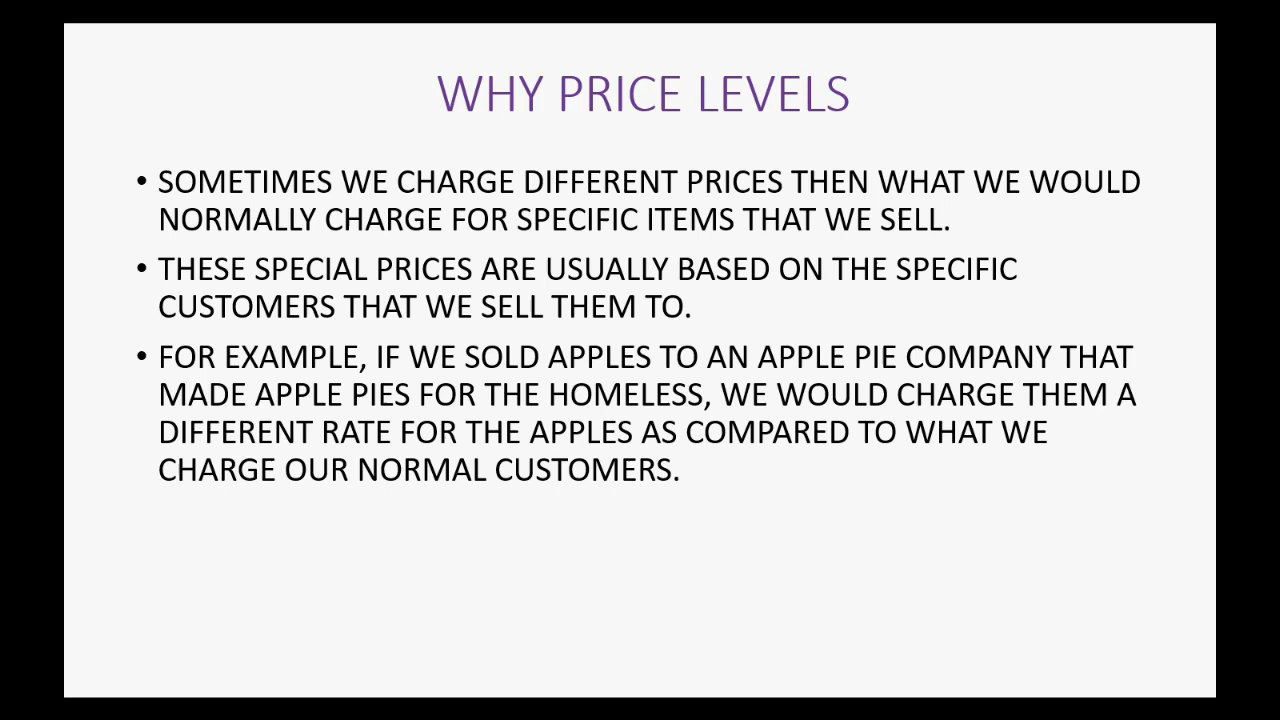 WHY PRICE LEVELS
• SOMETIMES WE CHARGE DIFFERENT PRICES THEN WHAT WE WOULD
NORMALLY CHARGE FOR SPECIFIC ITEMS THAT WE SELL.
• THESE SPECIAL PRICES ARE USUALLY BASED ON THE SPECIFIC
CUSTOMERS THAT WE SELL THEM TO.
• FOR EXAMPLE, IF WE SOLD APPLES TO AN APPLE PIE COMPANY THAT
MADE APPLE PIES FOR THE HOMELESS, WE WOULD CHARGE THEM A
DIFFERENT RATE FOR THE APPLES AS COMPARED TO WHAT WE
CHARGE OUR NORMAL CUSTOMERS.